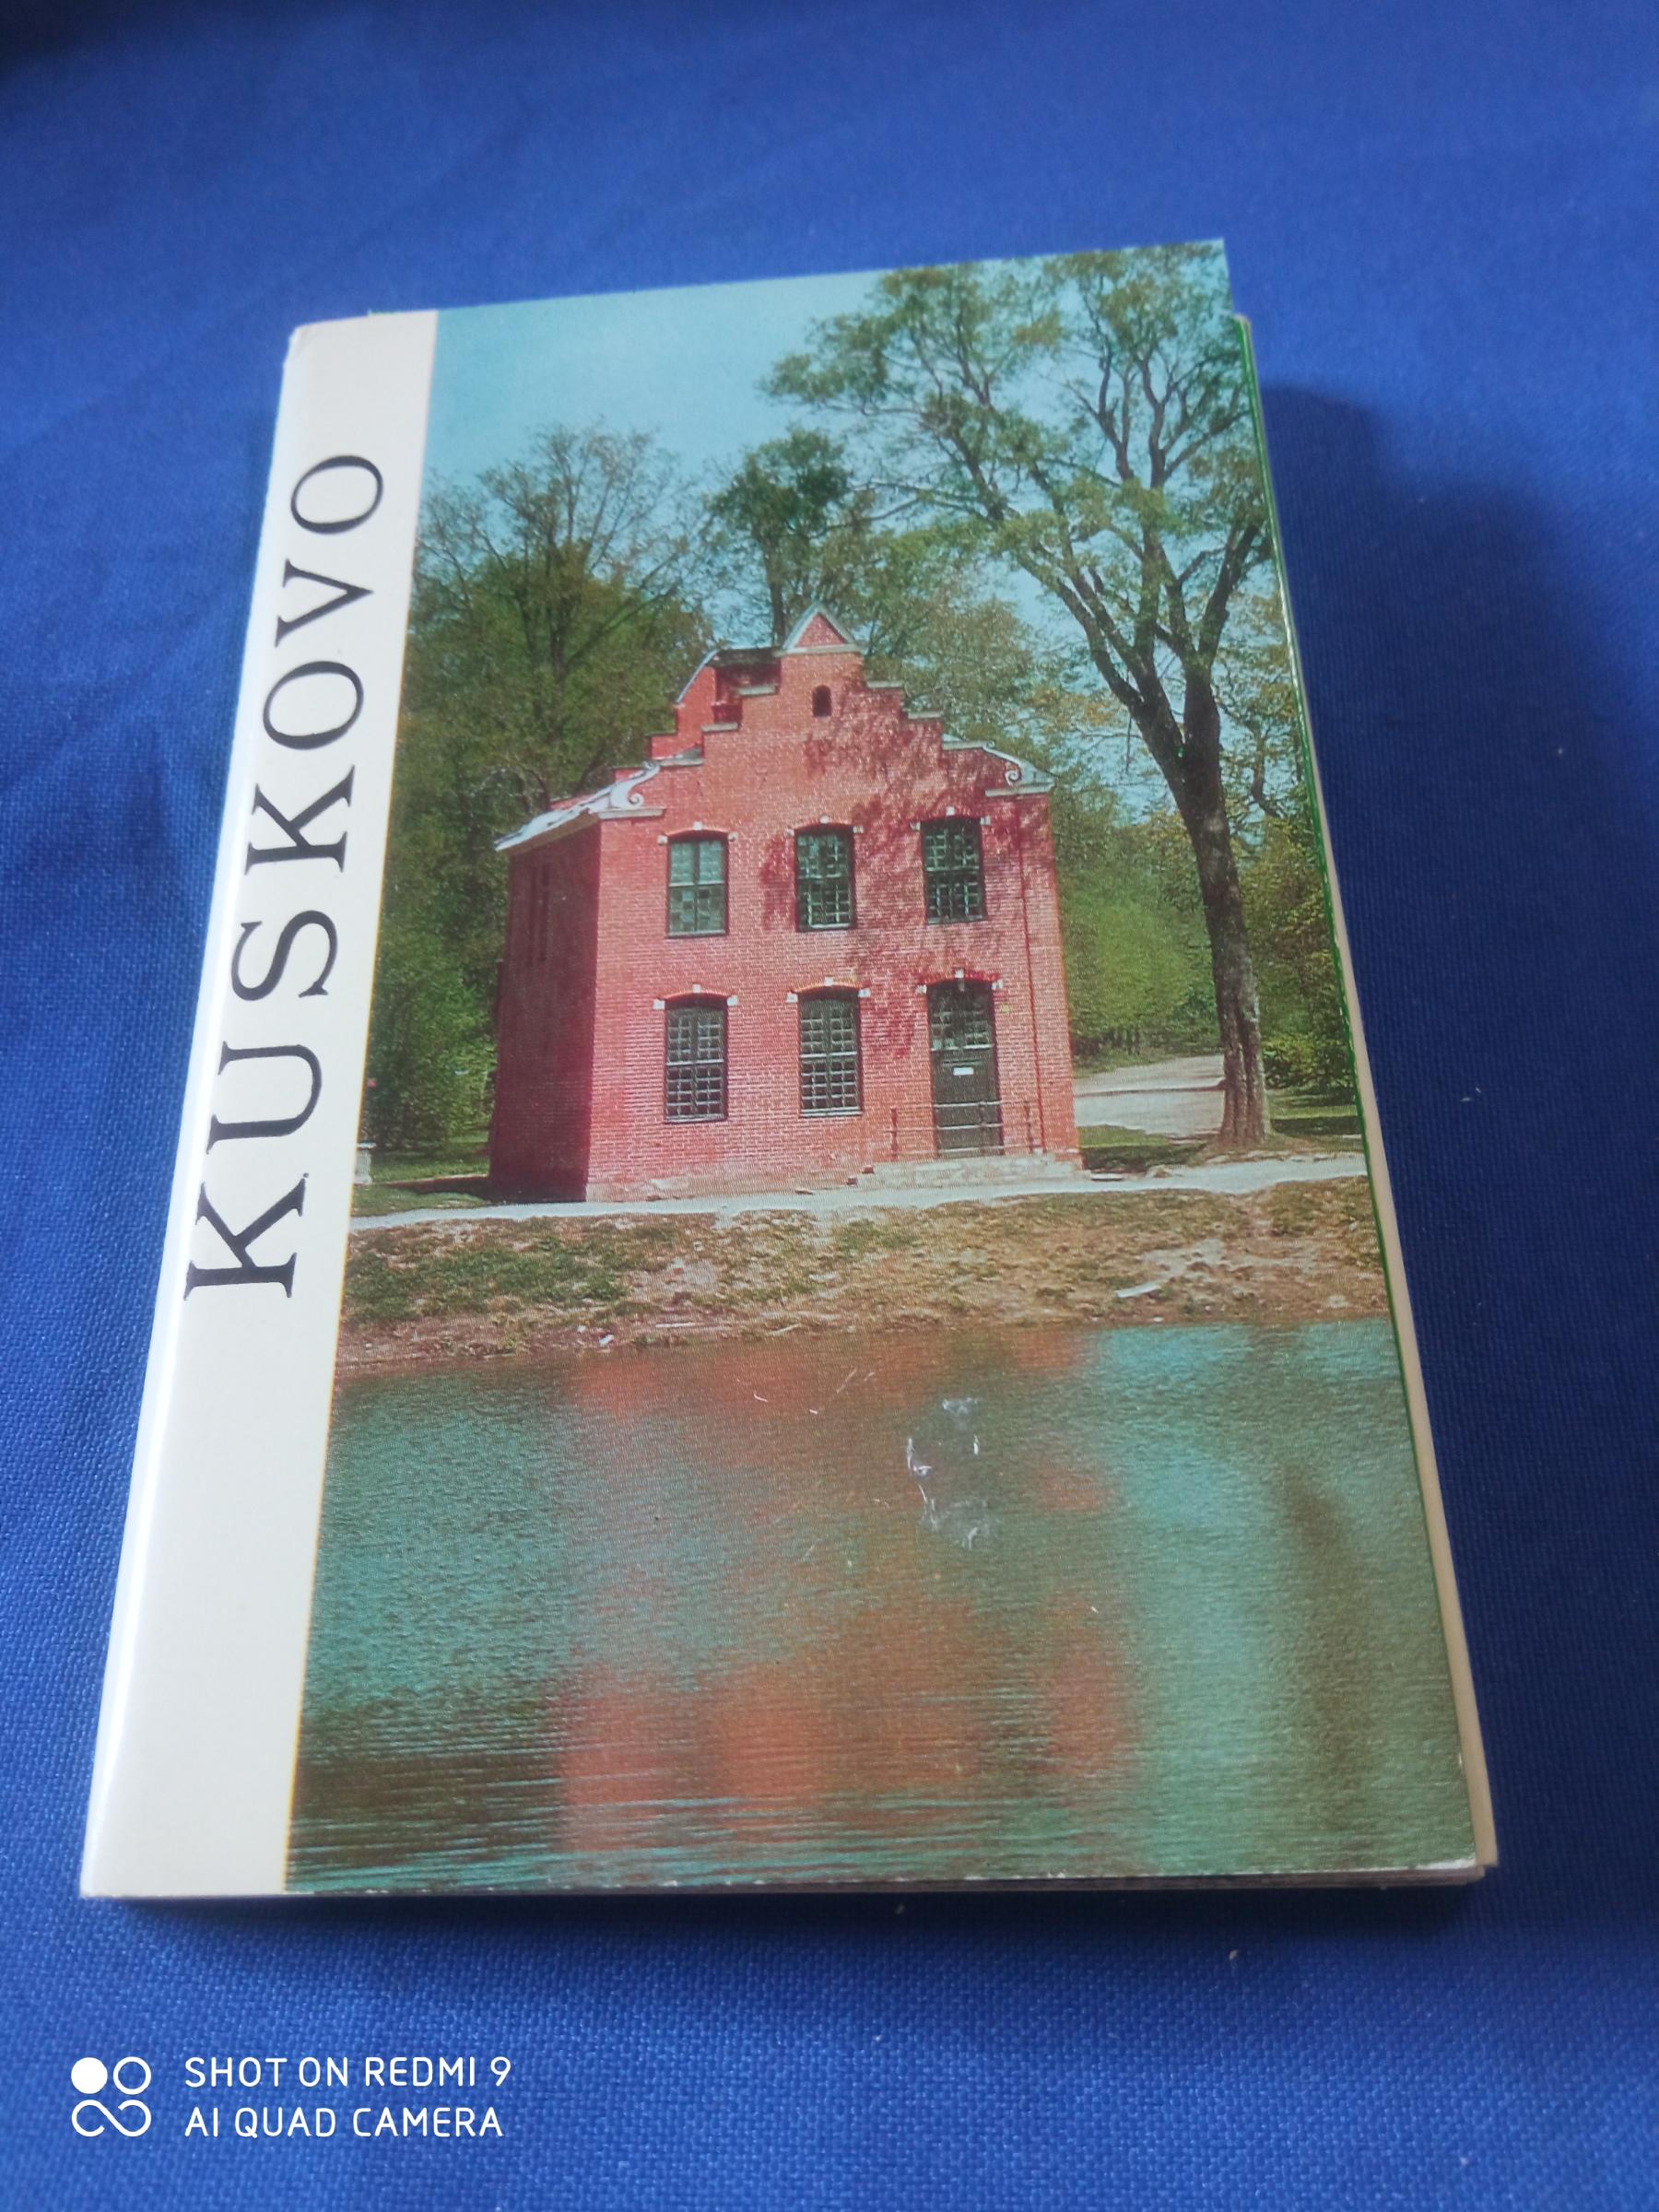 KUSKOVO
SHOT ON REDMI 9
AI QUAD CAMERA